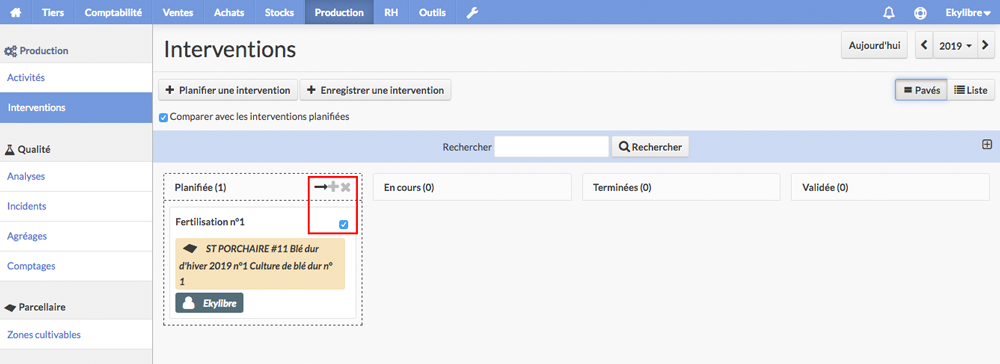 Tiers Comptabilité Ventes Achats Stocks Production RH Outils Ekylibre
Production
Activités
Interventions
Qualité
Analyses
Incidents
Agréages
Comptages
Parcellaire
Zones cultivables
Interventions
Aujourd'hui 2019
Planifier une intervention Enregistrer une intervention
Pavés Liste
Comparer avec les interventions planifiées
Rechercher Rechercher
Planifiée (1)
Fertilisation n°1
ST PORCHAIRE #11 Blé dur
d'hiver 2019 n°1 Culture de blé dur n°
1
Ekylibre
En cours (0)
Terminées (0)
Validée (0)